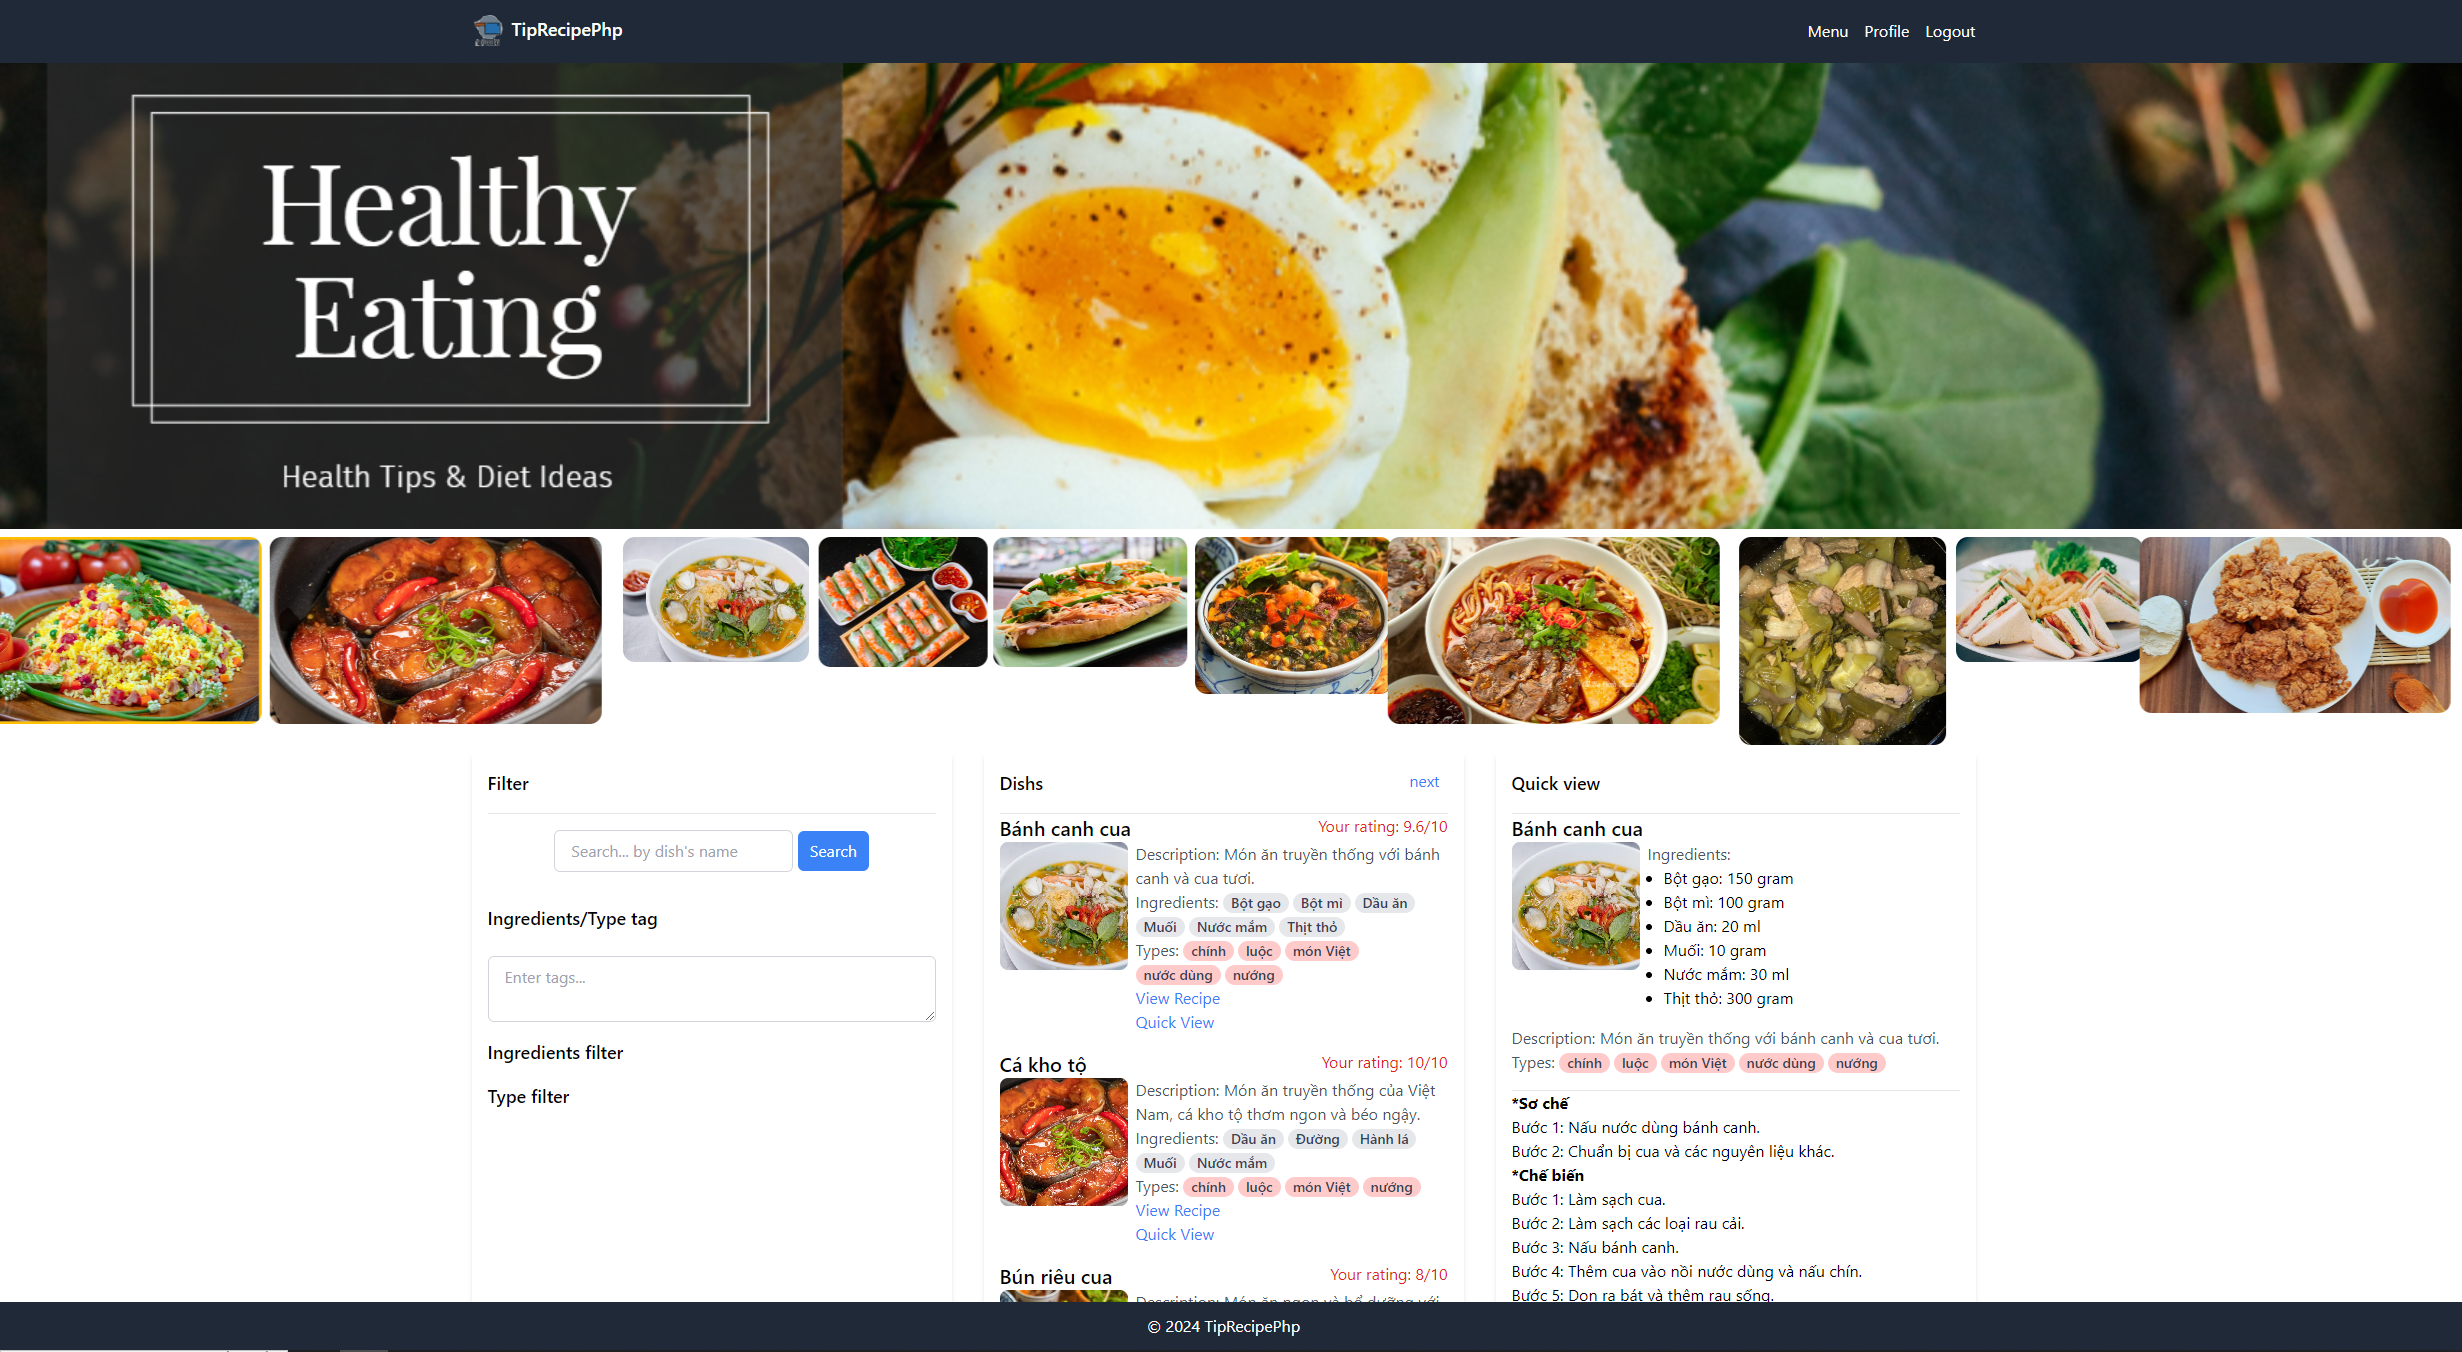 TipRecipePhp
Menu Profile Logout
Healthy
Eating
Health Tips & Diet Ideas
Filter
Search... by dish's name
Search
Ingredients/Type tag
Enter tags...
Ingredients filter
Type filter
Dishs
next
Bánh canh cua
Your rating: 9.6/10
Description: Món ăn truyền thống với bánh
canh và cua tươi.
Ingredients: Bột gạo Bột mì Dầu ăn
Muối Nước mắm Thịt thỏ
Types: chính luộc món Việt
nước dùng nướng
View Recipe
Quick View
Cá kho tộ
Your rating: 10/10
Description: Món ăn truyền thống của Việt
Nam, cá kho tộ thơm ngon và béo ngậy.
Ingredients: Dầu ăn Đường Hành lá
Muối Nước mắm
Types: chính luộc món Việt nướng
View Recipe
Quick View
Bún riêu cua
Your rating: 8/10
Description: Món ăn ngon và bổ dưỡng với
Quick view
Bánh canh cua
Ingredients:
Bột gạo: 150 gram
Bột mì: 100 gram
Dầu ăn: 20 ml
Muối: 10 gram
Nước mắm: 30 ml
Thịt thỏ: 300 gram
Description: Món ăn truyền thống với bánh canh và cua tươi.
Types: chính luộc món Việt nước dùng nướng
*Sơ chế
Bước 1: Nấu nước dùng bánh canh.
Bước 2: Chuẩn bị cua và các nguyên liệu khác.
*Chế biến
Bước 1: Làm sạch cua.
Bước 2: Làm sạch các loại rau cải.
Bước 3: Nấu bánh canh.
Bước 4: Thêm cua vào nồi nước dùng và nấu chín.
Bước 5: Dọn ra bát và thêm rau sống.
© 2024 TipRecipePhp